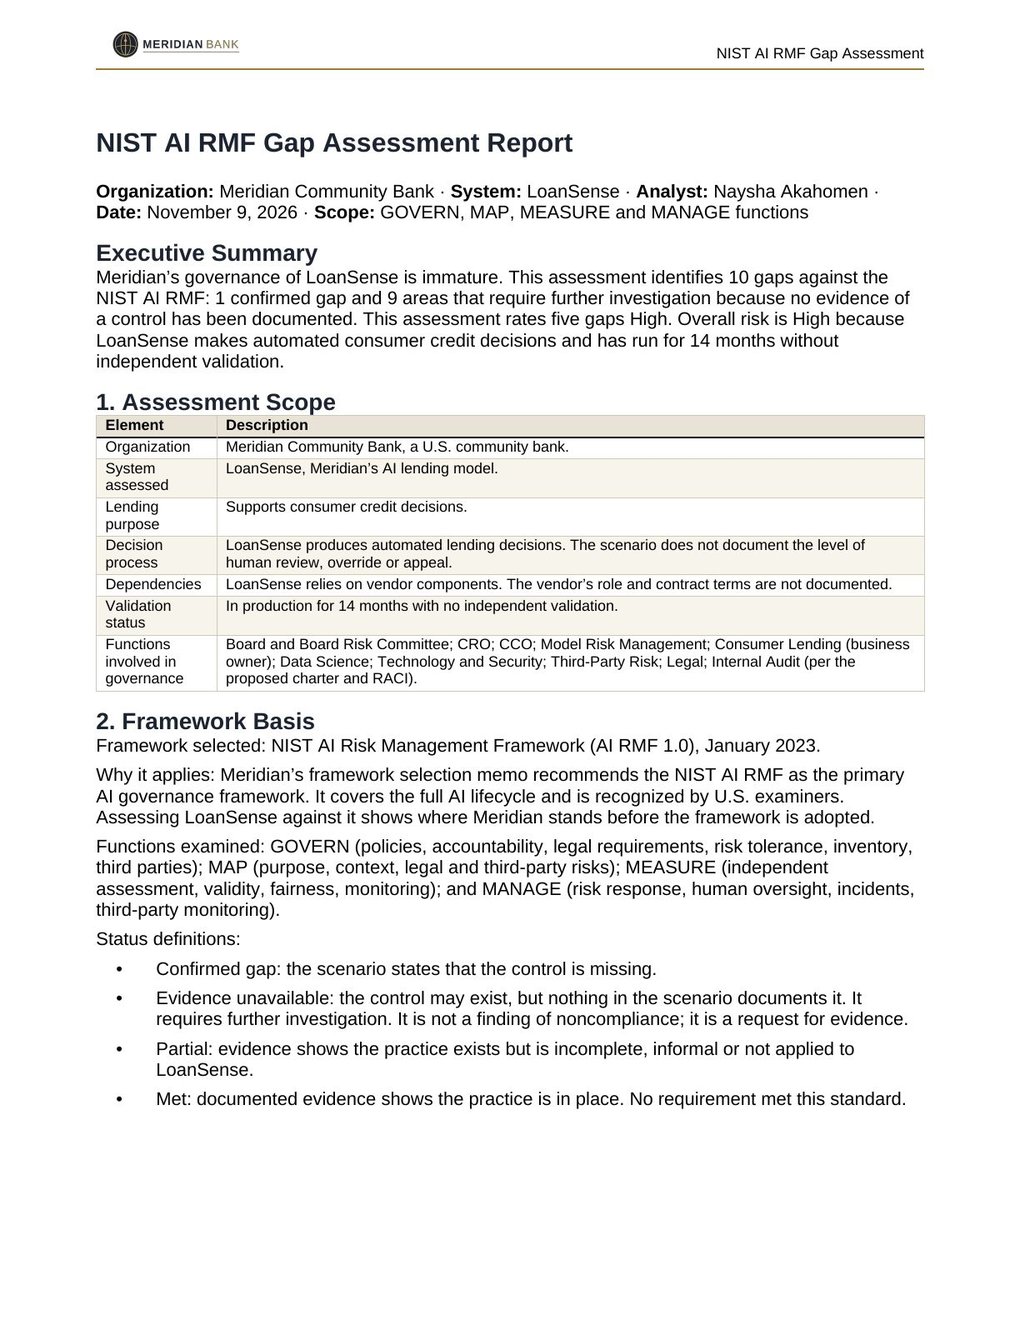 MERIDIAN BANK
NIST AI RMF Gap Assessment
NIST AI RMF Gap Assessment Report
Organization: Meridian Community Bank · System: LoanSense · Analyst: Naysha Akahomen ·
Date: November 9, 2026 · Scope: GOVERN, MAP, MEASURE and MANAGE functions
Executive Summary
Meridian’s governance of LoanSense is immature. This assessment identifies 10 gaps against the
NIST AI RMF: 1 confirmed gap and 9 areas that require further investigation because no evidence of
a control has been documented. This assessment rates five gaps High. Overall risk is High because
LoanSense makes automated consumer credit decisions and has run for 14 months without
independent validation.
1. Assessment Scope
Element Description
Organization Meridian Community Bank, a U.S. community bank.
System LoanSense, Meridian’s AI lending model.
assessed
Lending Supports consumer credit decisions.
purpose
Decision LoanSense produces automated lending decisions. The scenario does not document the level of
process human review, override or appeal.
Dependencies LoanSense relies on vendor components. The vendor’s role and contract terms are not documented.
Validation In production for 14 months with no independent validation.
status
Functions Board and Board Risk Committee; CRO; CCO; Model Risk Management; Consumer Lending (business
involved in owner); Data Science; Technology and Security; Third-Party Risk; Legal; Internal Audit (per the
governance proposed charter and RACI).
2. Framework Basis
Framework selected: NIST AI Risk Management Framework (AI RMF 1.0), January 2023.
Why it applies: Meridian’s framework selection memo recommends the NIST AI RMF as the primary
AI governance framework. It covers the full AI lifecycle and is recognized by U.S. examiners.
Assessing LoanSense against it shows where Meridian stands before the framework is adopted.
Functions examined: GOVERN (policies, accountability, legal requirements, risk tolerance, inventory,
third parties); MAP (purpose, context, legal and third-party risks); MEASURE (independent
assessment, validity, fairness, monitoring); and MANAGE (risk response, human oversight, incidents,
third-party monitoring).
Status definitions:
• Confirmed gap: the scenario states that the control is missing.
• Evidence unavailable: the control may exist, but nothing in the scenario documents it. It
requires further investigation. It is not a finding of noncompliance; it is a request for evidence.
• Partial: evidence shows the practice exists but is incomplete, informal or not applied to
LoanSense.
• Met: documented evidence shows the practice is in place. No requirement met this standard.